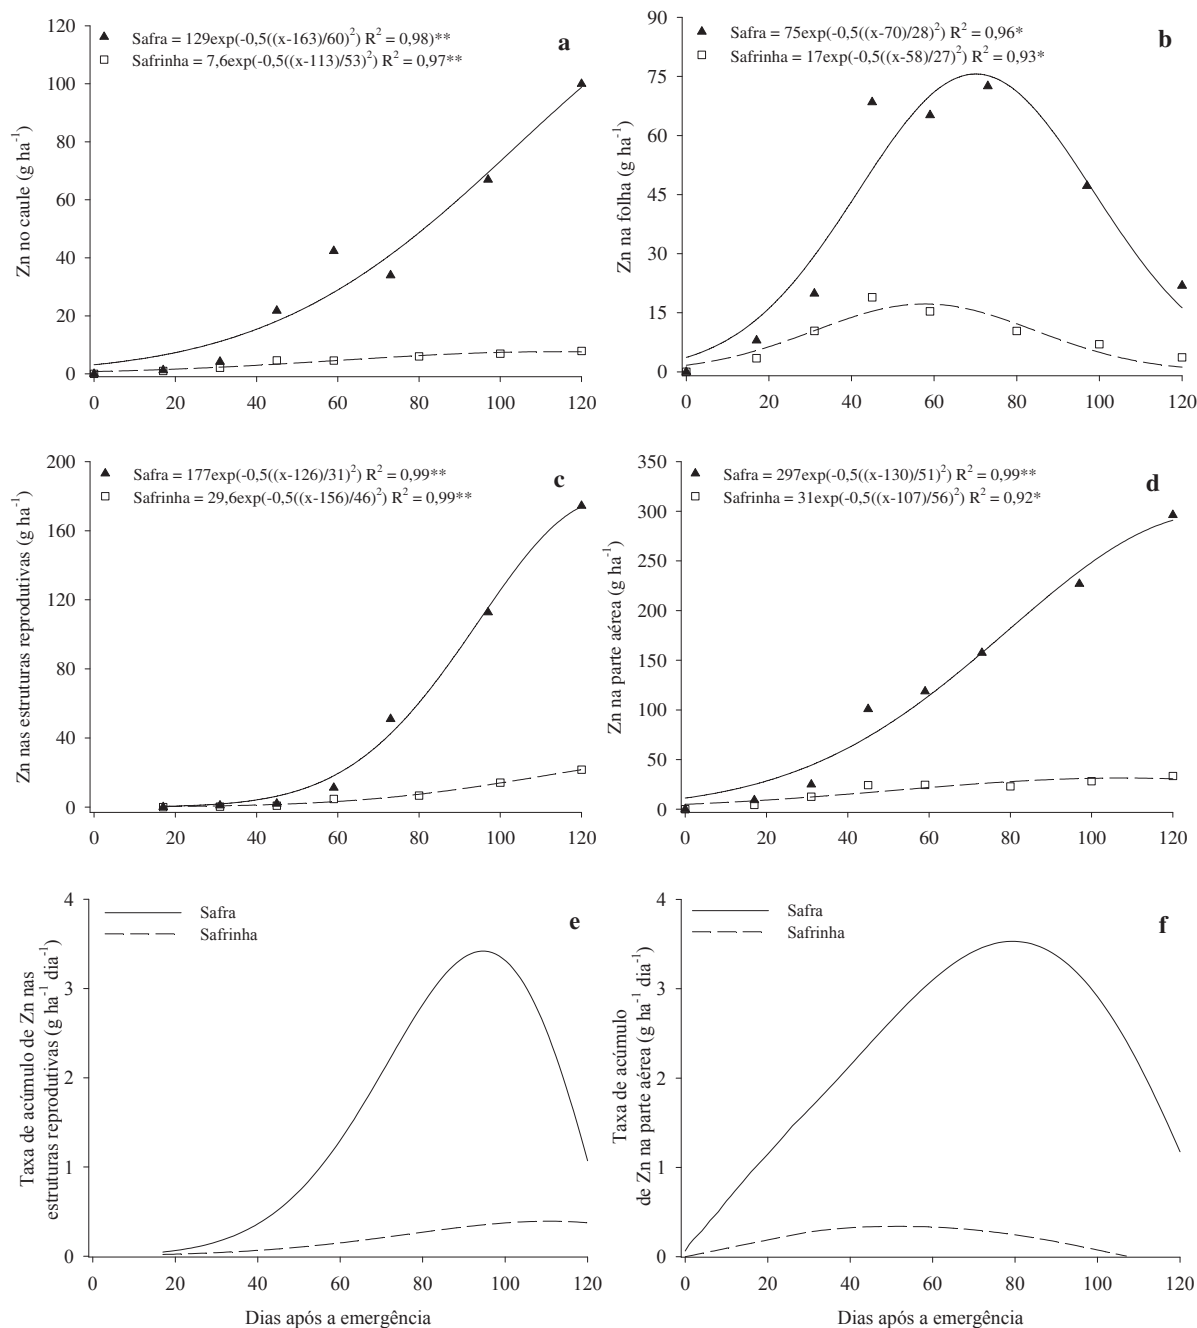 a
Safra = 129exp(-0,5((x-163)/60)²) R² = 0,98)**
Safrinha = 7,6exp(-0,5((x-113)/53)²) R² = 0,97**
Zn no caule (g ha⁻¹)
120
100
80
60
40
20
0
0 20 40 60 80 100 120
b
Safra = 75exp(-0,5((x-70)/28)²) R² = 0,96*
Safrinha = 17exp(-0,5((x-58)/27)²) R² = 0,93*
Zn na folha (g ha⁻¹)
90
75
60
45
30
15
0
0 20 40 60 80 100 120
c
Safra = 177exp(-0,5((x-126)/31)²) R² = 0,99**
Safrinha = 29,6exp(-0,5((x-156)/46)²) R² = 0,99**
Zn nas estruturas reprodutivas (g ha⁻¹)
200
160
120
80
40
0
0 20 40 60 80 100 120
d
Safra = 297exp(-0,5((x-130)/51)²) R² = 0,99**
Safrinha = 31exp(-0,5((x-107)/56)²) R² = 0,92*
Zn na parte aérea (g ha⁻¹)
350
300
250
200
150
100
50
0
0 20 40 60 80 100 120
e
Safra
Safrinha
Taxa de acúmulo de Zn nas
estruturas reprodutivas (g ha⁻¹ dia⁻¹)
4
3
2
1
0
0 20 40 60 80 100 120
Dias após a emergência
f
Safra
Safrinha
Taxa de acúmulo
de Zn na parte aérea (g ha⁻¹ dia⁻¹)
4
3
2
1
0
0 20 40 60 80 100 120
Dias após a emergência